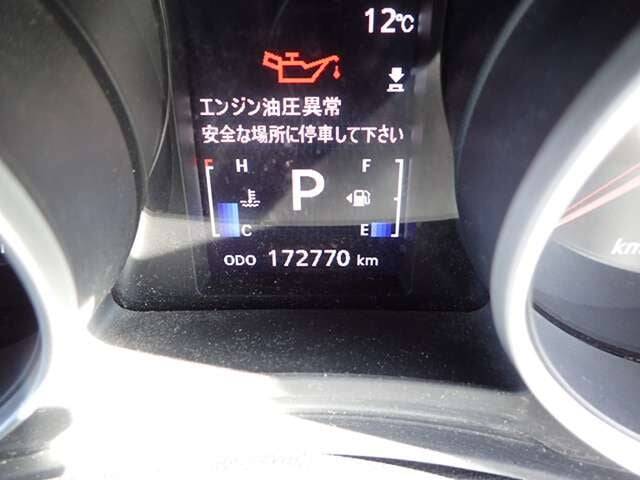 12℃
エンジン油圧異常
安全な場所に停車して下さい
H F
P
C E
ODO 172770 km
km